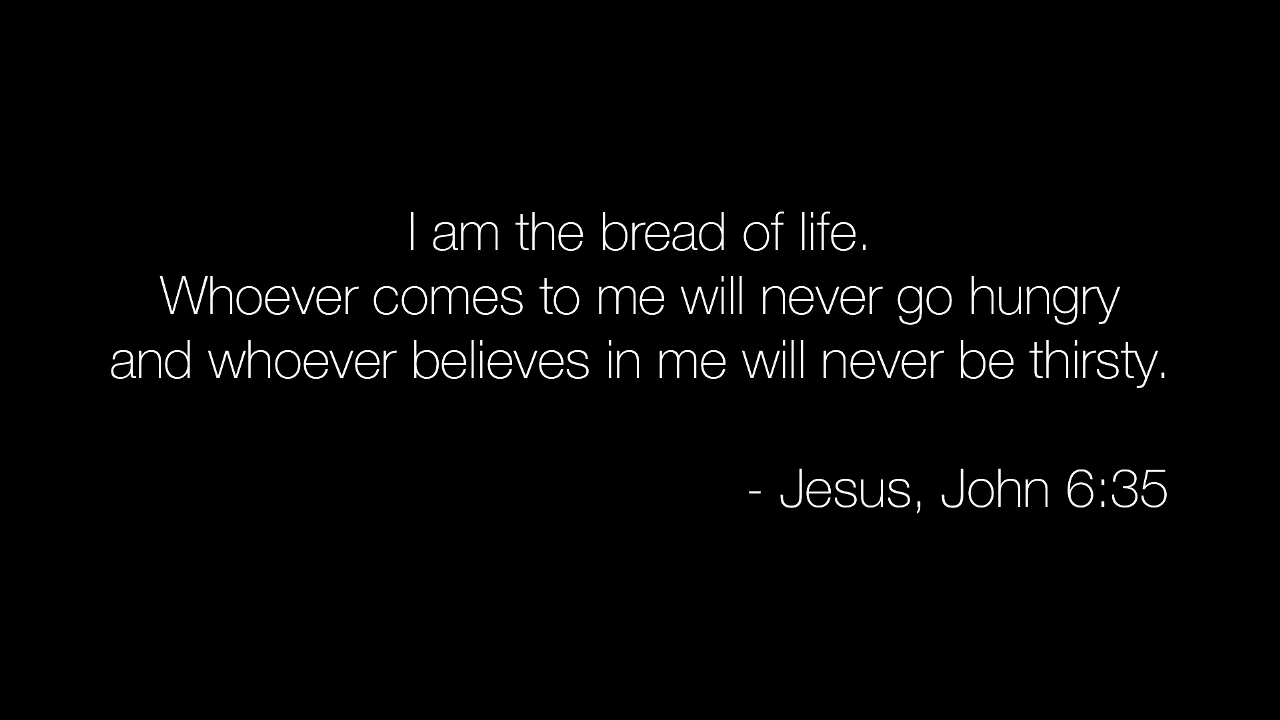 I am the bread of life.
Whoever comes to me will never go hungry
and whoever believes in me will never be thirsty.
- Jesus, John 6:35